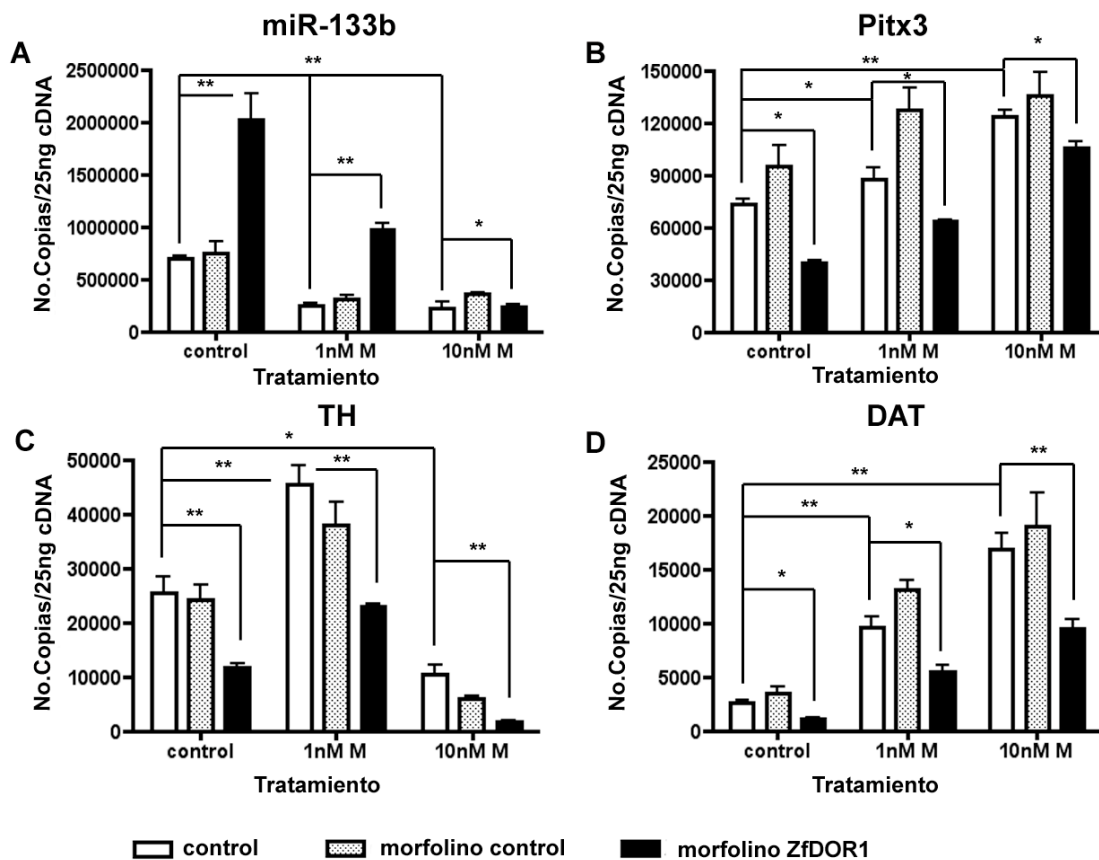 miR-133b
A
No.Copias/25ng cDNA
2500000
2000000
1500000
1000000
500000
0
**
**
**
*
control
1nM M
10nM M
Tratamiento
Pitx3
B
No.Copias/25ng cDNA
150000
120000
90000
60000
30000
0
*
**
*
*
*
control
1nM M
10nM M
Tratamiento
TH
C
No.Copias/25ng cDNA
50000
40000
30000
20000
10000
0
*
**
**
**
**
control
1nM M
10nM M
Tratamiento
DAT
D
No.Copias/25ng cDNA
25000
20000
15000
10000
5000
0
**
**
**
*
*
control
1nM M
10nM M
Tratamiento
control
morfolino control
morfolino ZfDOR1